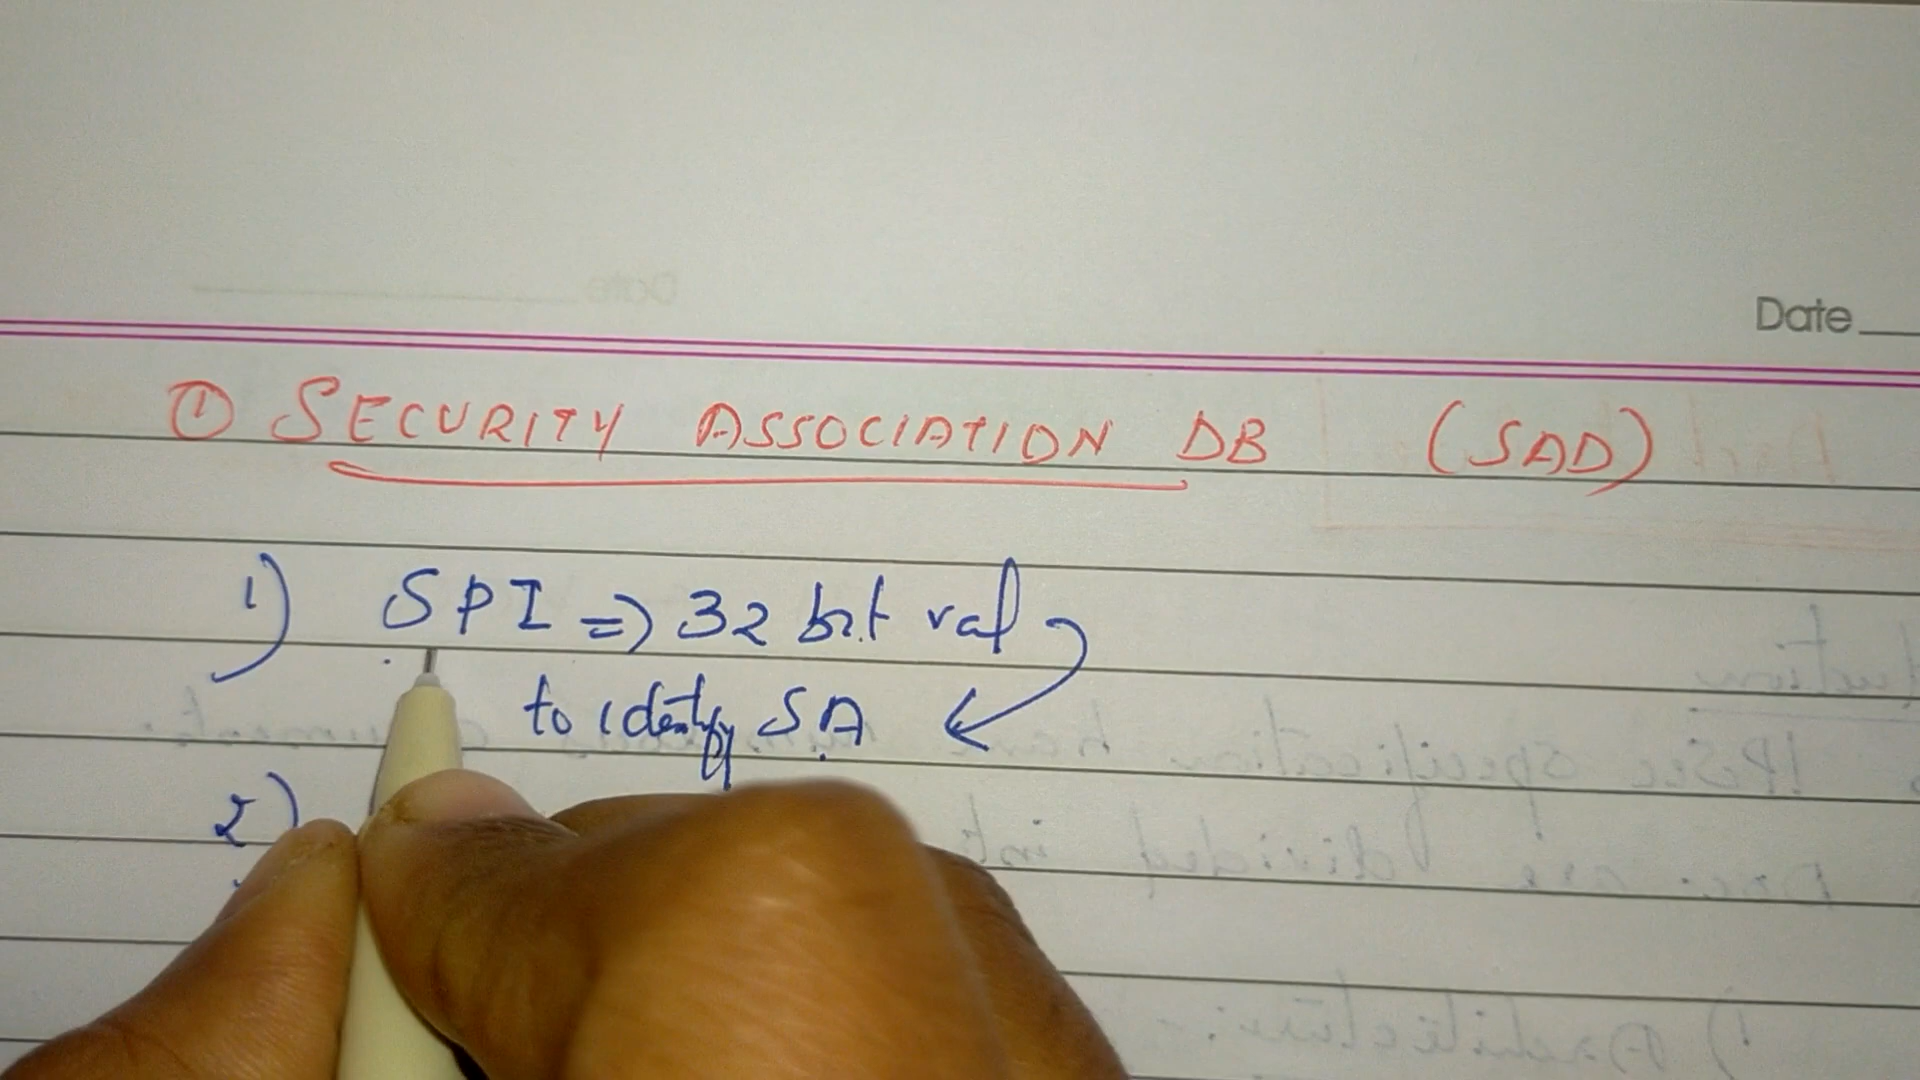 Date
① SECURITY ASSOCIATION DB (SAD)
1) SPI => 32 bit val
to identify SA
2)